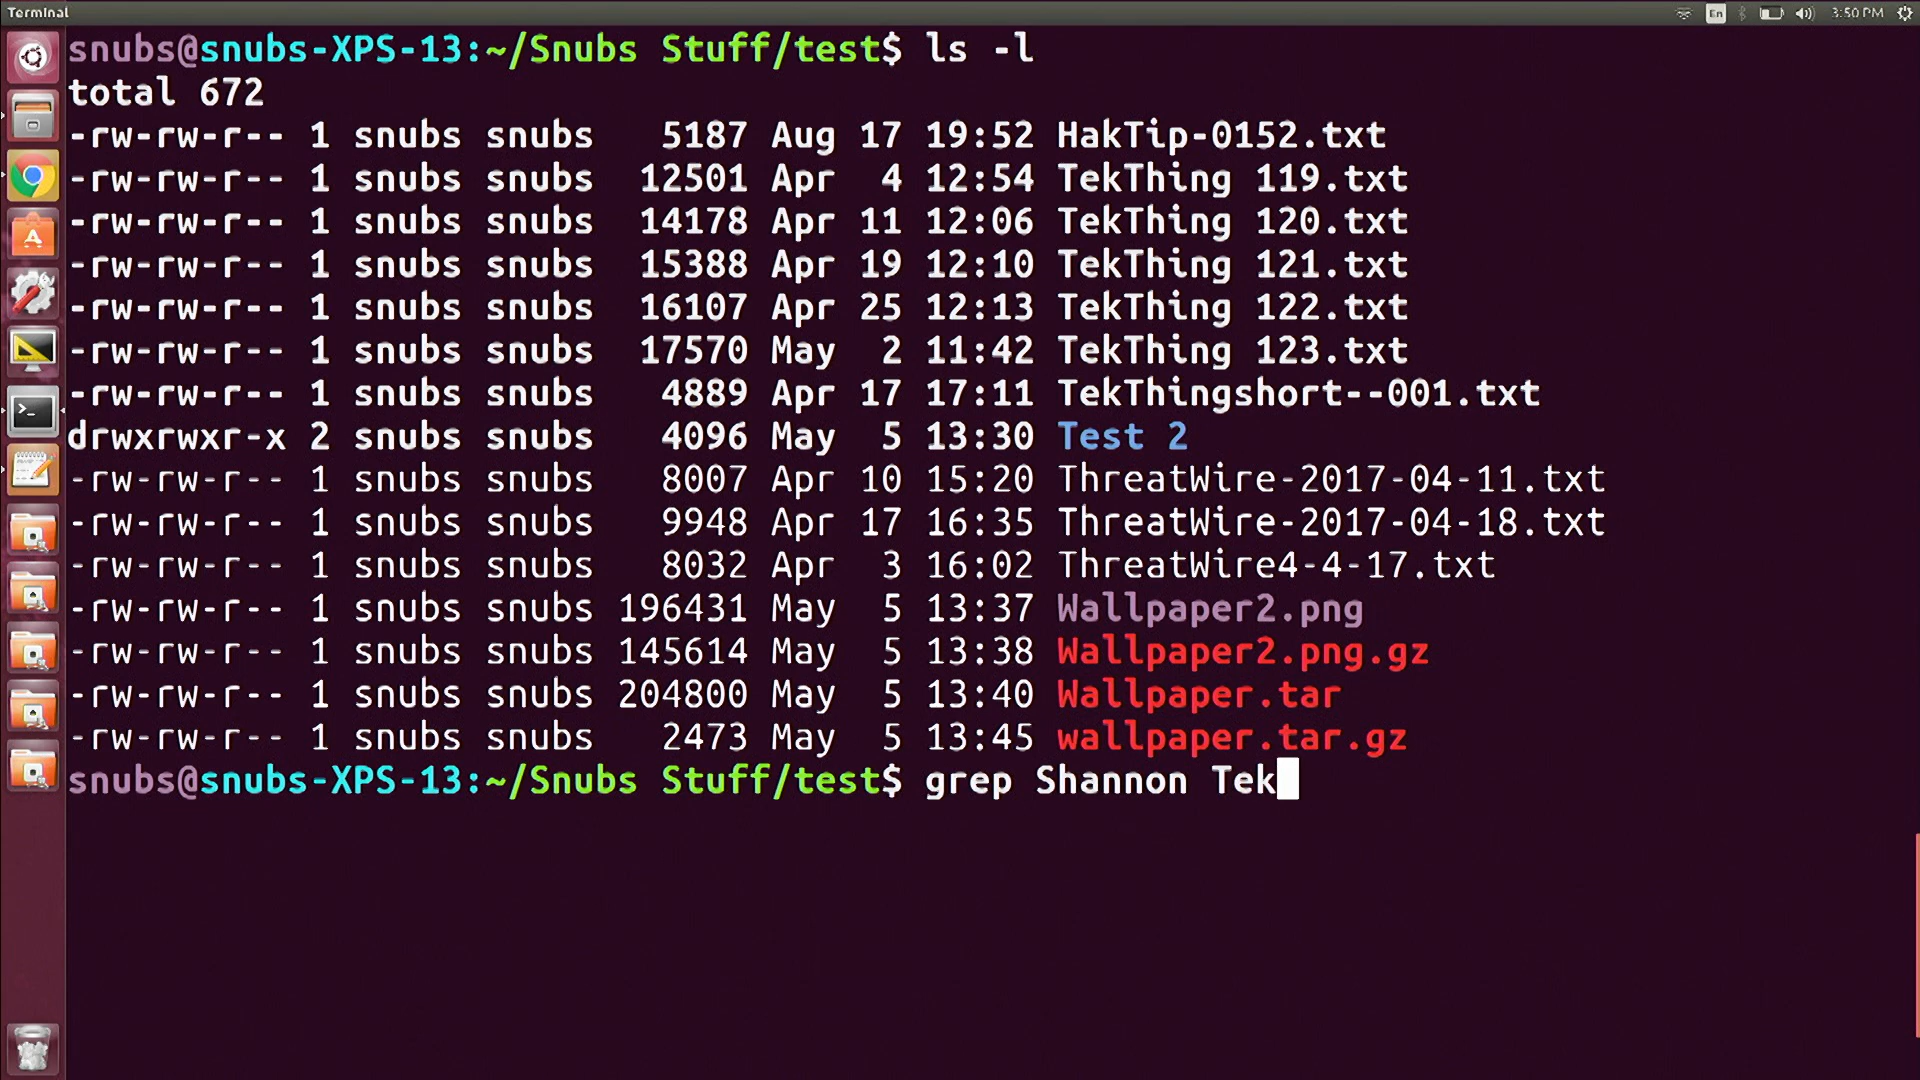 Terminal
En
3:50 PM
snubs@snubs-XPS-13:~/Snubs Stuff/test$ ls -l
total 672
-rw-rw-r-- 1 snubs snubs   5187 Aug 17 19:52 HakTip-0152.txt
-rw-rw-r-- 1 snubs snubs  12501 Apr  4 12:54 TekThing 119.txt
-rw-rw-r-- 1 snubs snubs  14178 Apr 11 12:06 TekThing 120.txt
-rw-rw-r-- 1 snubs snubs  15388 Apr 19 12:10 TekThing 121.txt
-rw-rw-r-- 1 snubs snubs  16107 Apr 25 12:13 TekThing 122.txt
-rw-rw-r-- 1 snubs snubs  17570 May  2 11:42 TekThing 123.txt
-rw-rw-r-- 1 snubs snubs   4889 Apr 17 17:11 TekThingshort--001.txt
drwxrwxr-x 2 snubs snubs   4096 May  5 13:30 Test 2
-rw-rw-r-- 1 snubs snubs   8007 Apr 10 15:20 ThreatWire-2017-04-11.txt
-rw-rw-r-- 1 snubs snubs   9948 Apr 17 16:35 ThreatWire-2017-04-18.txt
-rw-rw-r-- 1 snubs snubs   8032 Apr  3 16:02 ThreatWire4-4-17.txt
-rw-rw-r-- 1 snubs snubs 196431 May  5 13:37 Wallpaper2.png
-rw-rw-r-- 1 snubs snubs 145614 May  5 13:38 Wallpaper2.png.gz
-rw-rw-r-- 1 snubs snubs 204800 May  5 13:40 Wallpaper.tar
-rw-rw-r-- 1 snubs snubs   2473 May  5 13:45 wallpaper.tar.gz
snubs@snubs-XPS-13:~/Snubs Stuff/test$ grep Shannon Tek